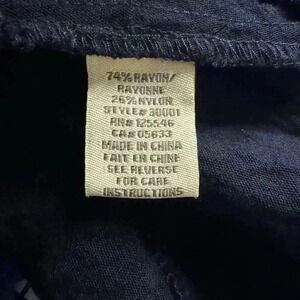 74% RAYON/
RAYONNE
26% NYLON
STYLE# 30001
RN# 125546
CA# 05633
MADE IN CHINA
FAIT EN CHINE
SEE REVERSE
FOR CARE
INSTRUCTIONS